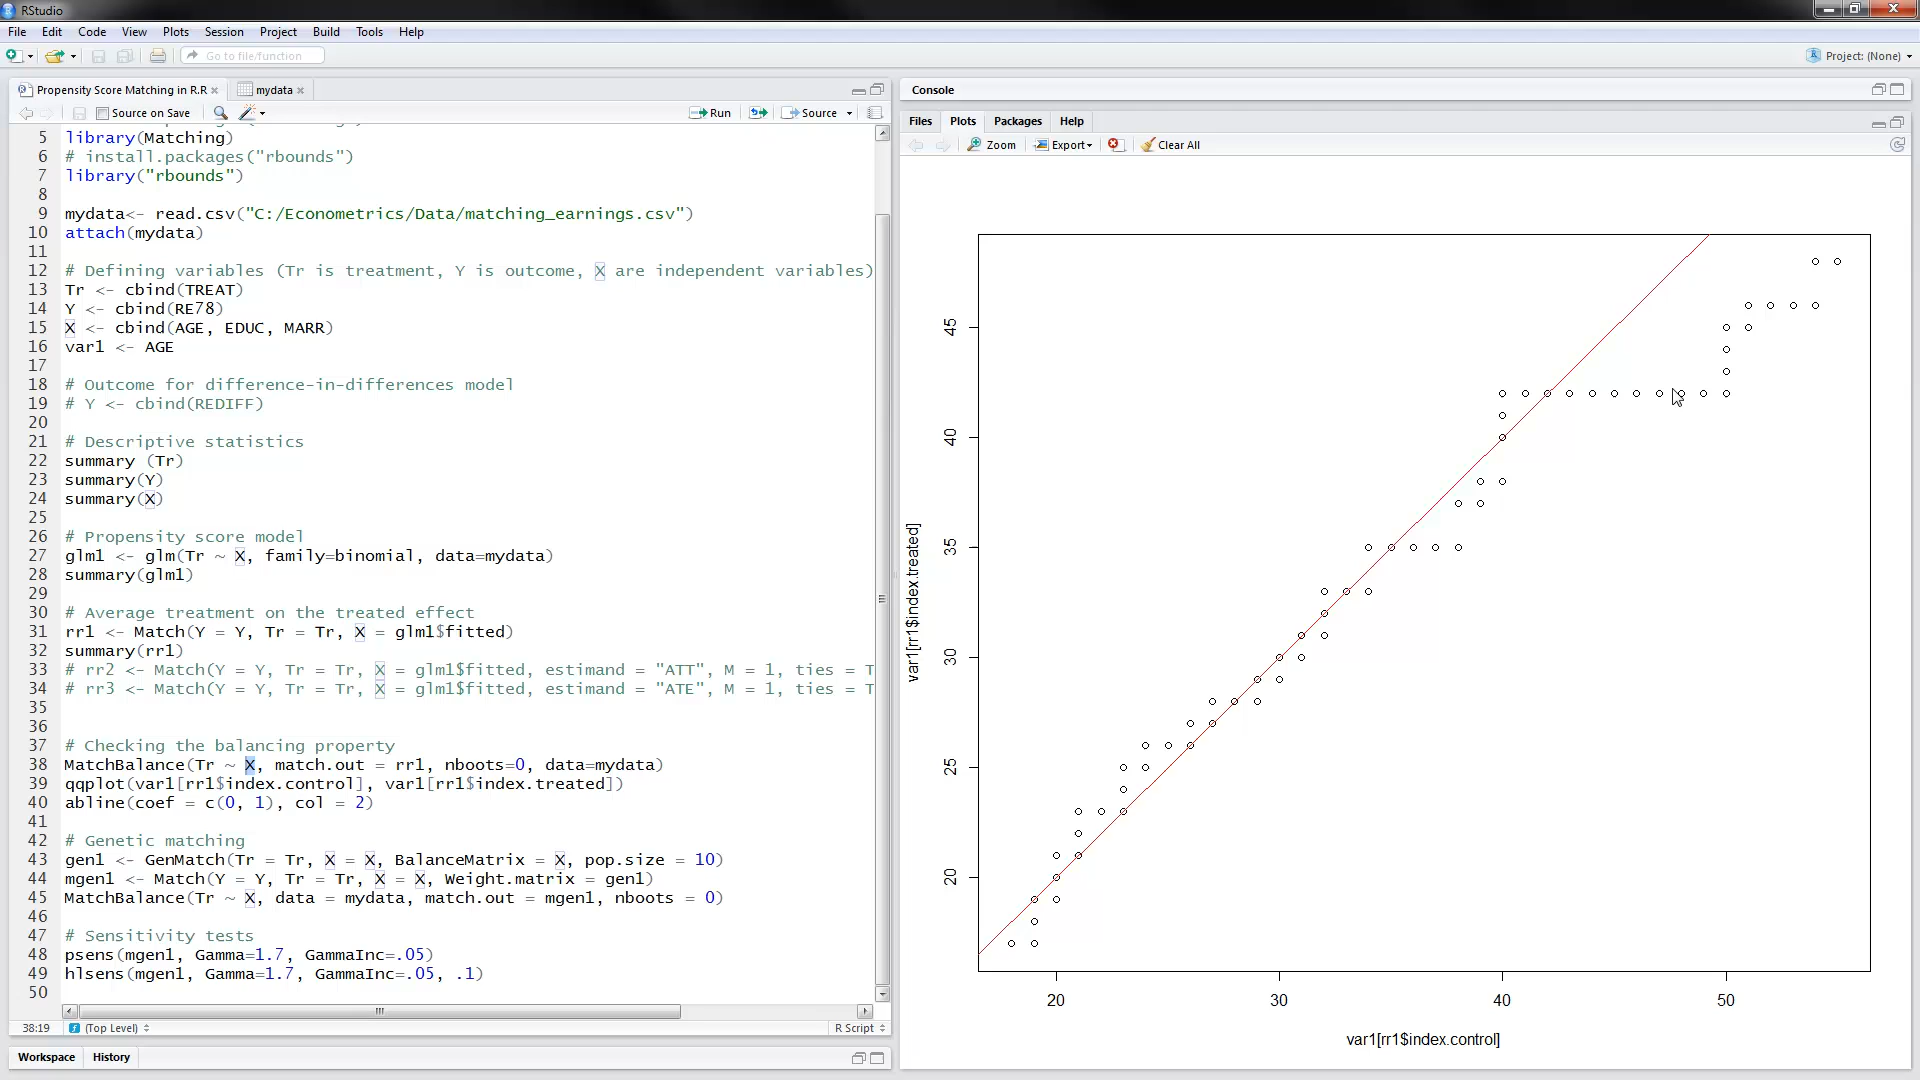 RStudio
File Edit Code View Plots Session Project Build Tools Help
Go to file/function
Project: (None)
Propensity Score Matching in R.R
mydata
Source on Save
Run
Source
5 library(Matching)
6 # install.packages("rbounds")
7 library("rbounds")
8
9 mydata<- read.csv("C:/Econometrics/Data/matching_earnings.csv")
10 attach(mydata)
11
12 # Defining variables (Tr is treatment, Y is outcome, X are independent variables)
13 Tr <- cbind(TREAT)
14 Y <- cbind(RE78)
15 X <- cbind(AGE, EDUC, MARR)
16 var1 <- AGE
17
18 # Outcome for difference-in-differences model
19 # Y <- cbind(REDIFF)
20
21 # Descriptive statistics
22 summary (Tr)
23 summary(Y)
24 summary(X)
25
26 # Propensity score model
27 glm1 <- glm(Tr ~ X, family=binomial, data=mydata)
28 summary(glm1)
29
30 # Average treatment on the treated effect
31 rr1 <- Match(Y = Y, Tr = Tr, X = glm1$fitted)
32 summary(rr1)
33 # rr2 <- Match(Y = Y, Tr = Tr, X = glm1$fitted, estimand = "ATT", M = 1, ties = T
34 # rr3 <- Match(Y = Y, Tr = Tr, X = glm1$fitted, estimand = "ATE", M = 1, ties = T
35
36
37 # Checking the balancing property
38 MatchBalance(Tr ~ X, match.out = rr1, nboots=0, data=mydata)
39 qqplot(var1[rr1$index.control], var1[rr1$index.treated])
40 abline(coef = c(0, 1), col = 2)
41
42 # Genetic matching
43 gen1 <- GenMatch(Tr = Tr, X = X, BalanceMatrix = X, pop.size = 10)
44 mgen1 <- Match(Y = Y, Tr = Tr, X = X, Weight.matrix = gen1)
45 MatchBalance(Tr ~ X, data = mydata, match.out = mgen1, nboots = 0)
46
47 # Sensitivity tests
48 psens(mgen1, Gamma=1.7, GammaInc=.05)
49 hlsens(mgen1, Gamma=1.7, GammaInc=.05, .1)
50
38:19 (Top Level) R Script
Workspace History
Console
Files Plots Packages Help
Zoom Export Clear All
45
40
35
30
25
20
var1[rr1$index.treated]
20 30 40 50
var1[rr1$index.control]